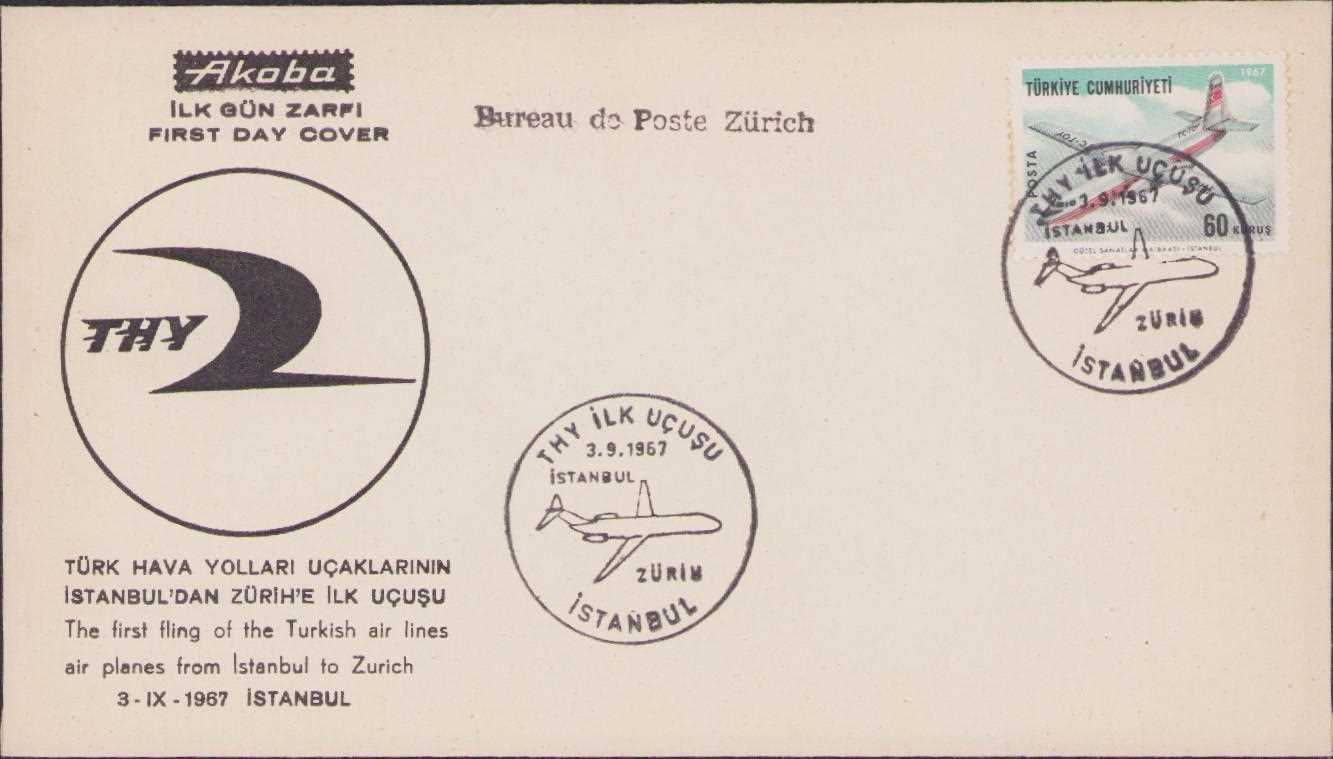 Akoba
İLK GÜN ZARFI
FIRST DAY COVER
Bureau de Poste Zürich
1967
TÜRKİYE CUMHURİYETİ
POSTA
60 KURUŞ
THY İLK UÇUŞU
3.9.1967
İSTANBUL
ZÜRİH
İSTANBUL
THY
THY İLK UÇUŞU
3.9.1967
İSTANBUL
ZÜRİH
İSTANBUL
TÜRK HAVA YOLLARI UÇAKLARININ
İSTANBUL'DAN ZÜRİH'E İLK UÇUŞU
The first fling of the Turkish air lines
air planes from İstanbul to Zurich
3-IX-1967 İSTANBUL